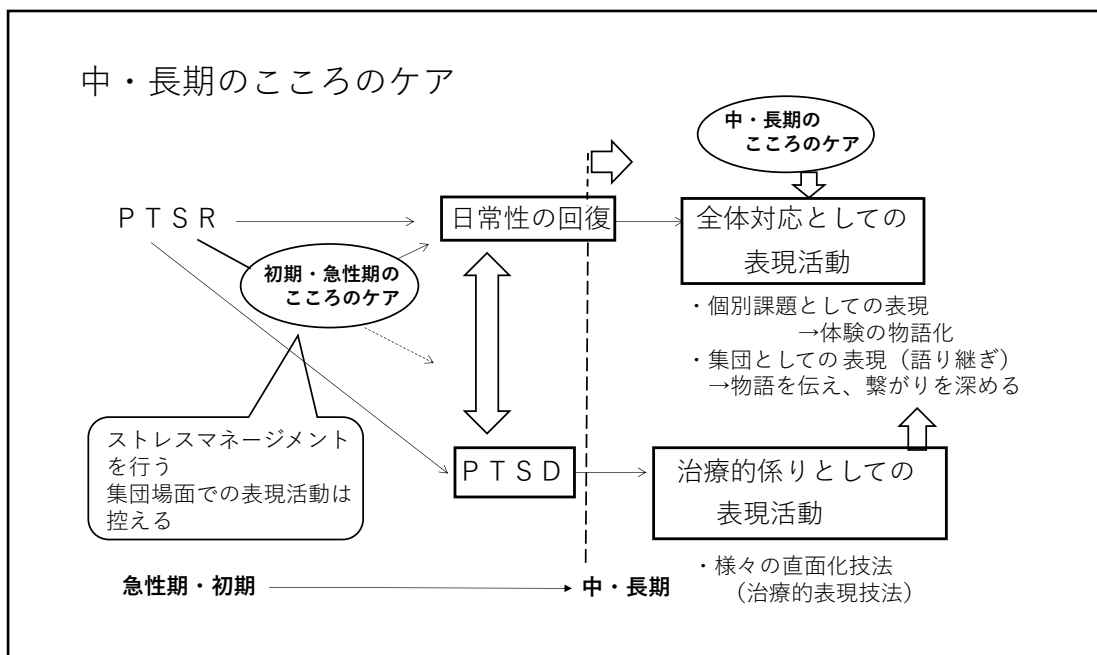 中・長期のこころのケア
中・長期の
こころのケア
ＰＴＳＲ
日常性の回復
全体対応としての
表現活動
初期・急性期の
こころのケア
・個別課題としての表現
→体験の物語化
・集団としての表現（語り継ぎ）
→物語を伝え、繋がりを深める
ストレスマネージメント
を行う
集団場面での表現活動は
控える
ＰＴＳＤ
治療的係りとしての
表現活動
・様々の直面化技法
（治療的表現技法）
急性期・初期
中・長期